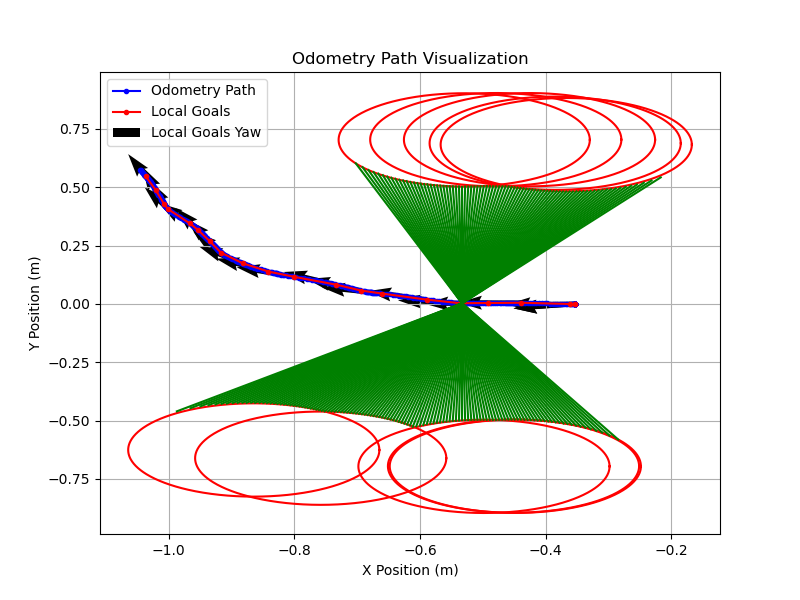 Odometry Path Visualization
Odometry Path
Local Goals
Local Goals Yaw
Y Position (m)
0.75
0.50
0.25
0.00
−0.25
−0.50
−0.75
−1.0 −0.8 −0.6 −0.4 −0.2
X Position (m)